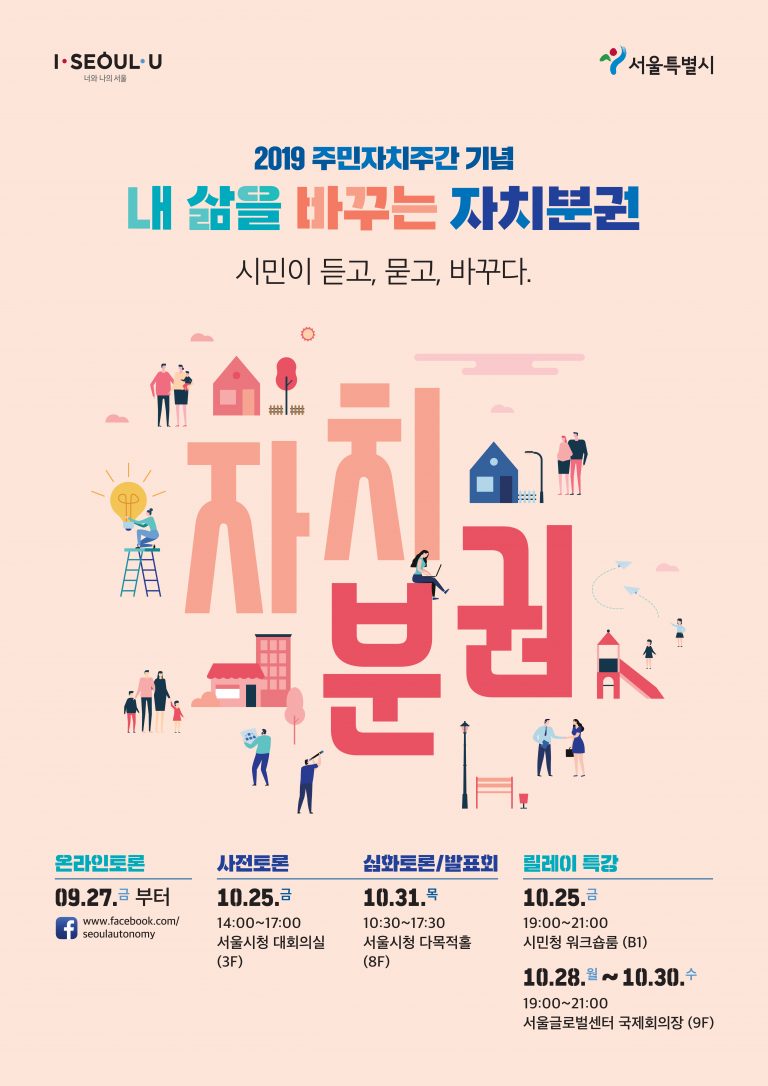 I·SEOUL·U
너와 나의 서울
서울특별시
2019 주민자치주간 기념
내 삶을 바꾸는 자치분권
시민이 듣고, 묻고, 바꾸다.
자치
분권
온라인토론
09.27.금 부터
www.facebook.com/
seoulautonomy
사전토론
10.25.금
14:00~17:00
서울시청 대회의실
(3F)
심화토론/발표회
10.31.목
10:30~17:30
서울시청 다목적홀
(8F)
릴레이 특강
10.25.금
19:00~21:00
시민청 워크숍룸 (B1)
10.28.월 ~ 10.30.수
19:00~21:00
서울글로벌센터 국제회의장 (9F)